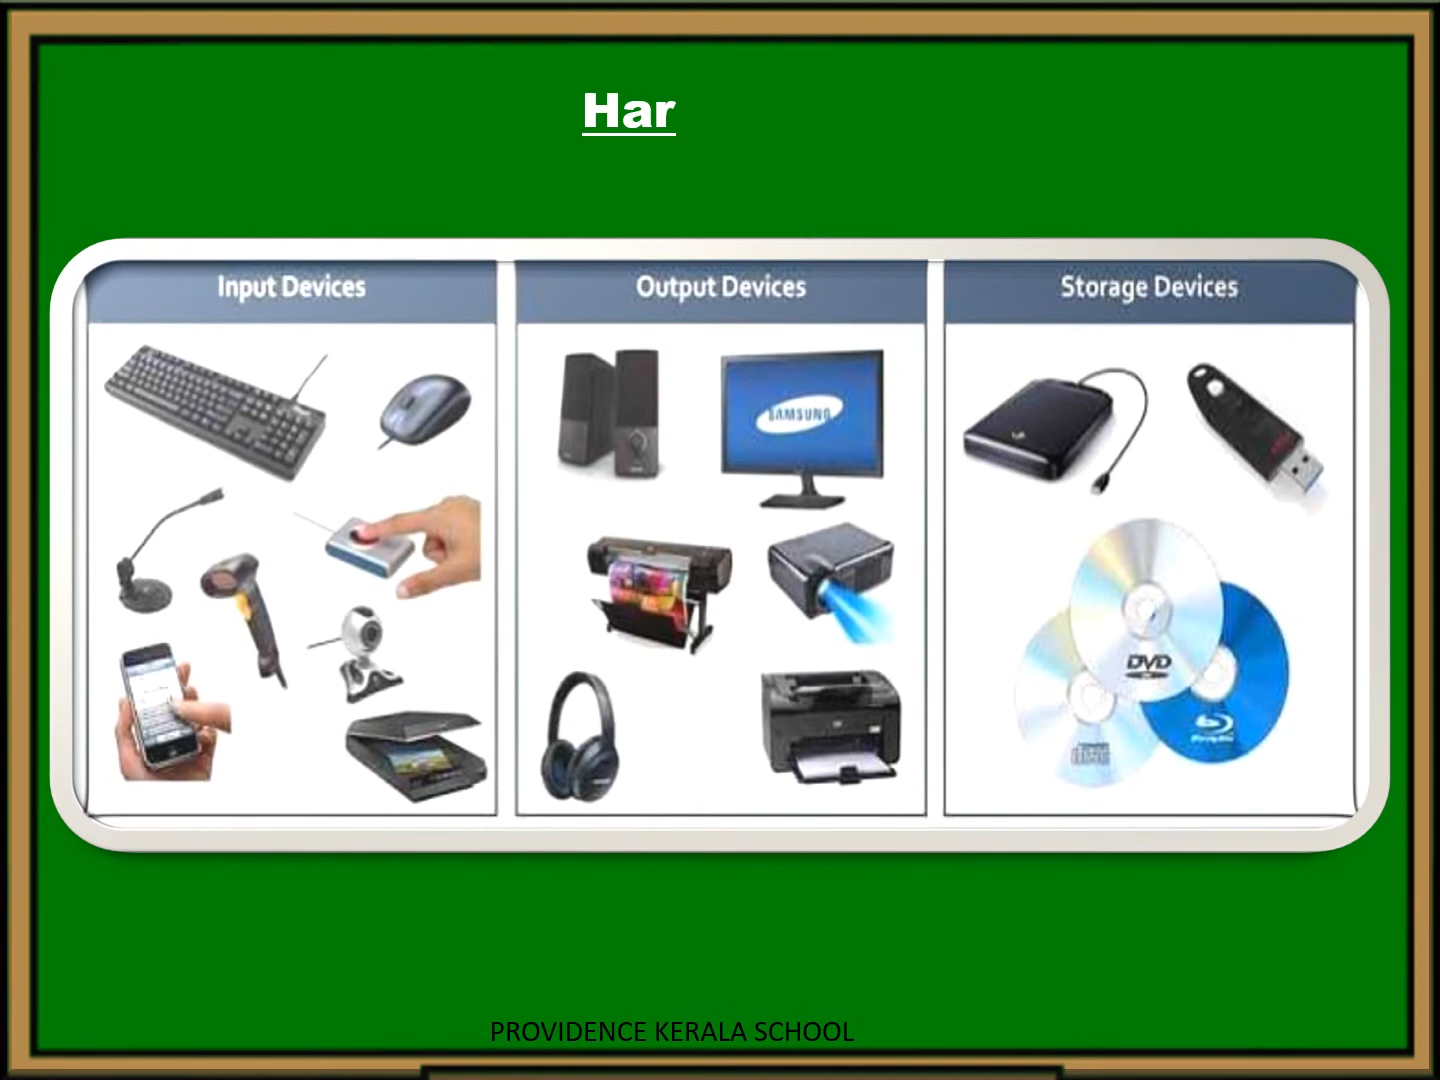 Har
Input Devices
Output Devices
Storage Devices
SAMSUNG
DVD
PROVIDENCE KERALA SCHOOL